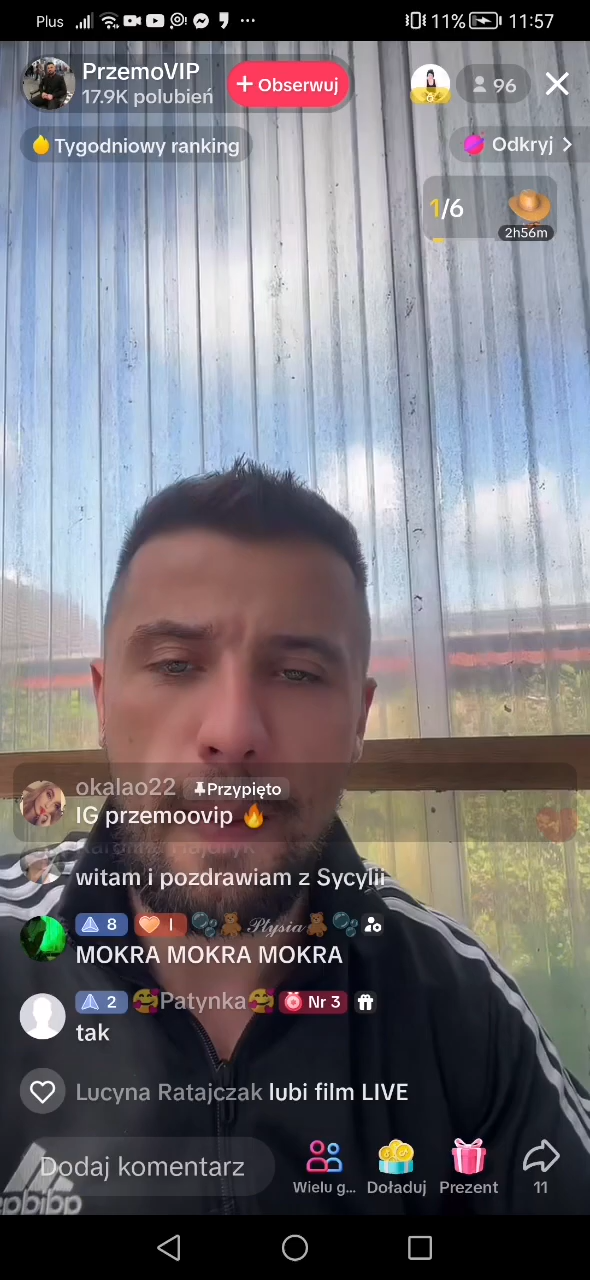 Plus 11% 11:57
PrzemoVIP
17.9K polubień
+ Obserwuj
96
Tygodniowy ranking
Odkryj >
1/6
2h56m
okalao22 Przypięto
IG przemoovip 🔥
witam i pozdrawiam z Sycylii
8 I 🫧🧸𝒫𝓉𝓎𝓈𝒾𝒶🧸🫧
MOKRA MOKRA MOKRA
2 🥰Patynka🥰 Nr 3
tak
Lucyna Ratajczak lubi film LIVE
Dodaj komentarz
Wielu g... Doładuj Prezent 11